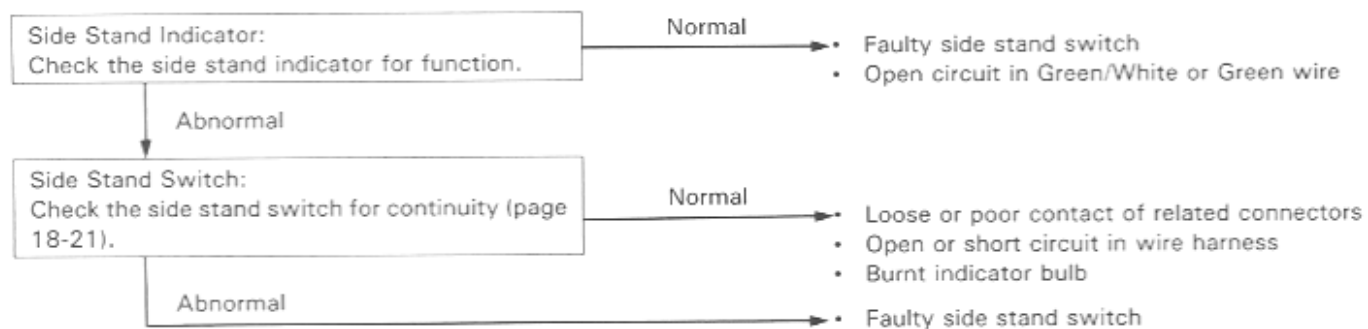 Side Stand Indicator:
Check the side stand indicator for function.
Normal
• Faulty side stand switch
• Open circuit in Green/White or Green wire
Abnormal
Side Stand Switch:
Check the side stand switch for continuity (page
18-21).
Normal
• Loose or poor contact of related connectors
• Open or short circuit in wire harness
• Burnt indicator bulb
Abnormal
• Faulty side stand switch